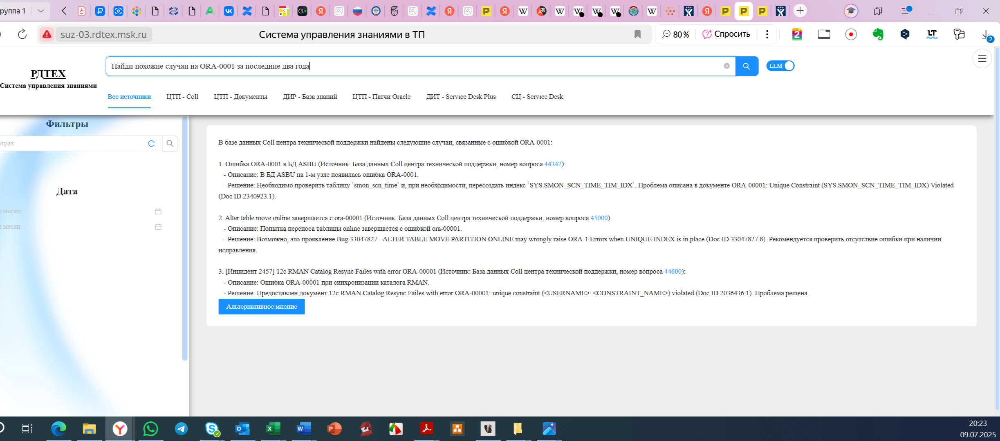 руппа 1
suz-03.rdtex.msk.ru
Система управления знаниями в ТП
80 %
Спросить
2
Найди похожие случаи на ORA-0001 за последние два года
LLM
РДТЕХ
Система управления знаниями
Все источники
ЦТП - Coll
ЦТП - Документы
ДИР - База знаний
ЦТП - Патчи Oracle
ДИТ - Service Desk Plus
СЦ - Service Desk
Фильтры
трах
Дата
е месяц
е месяц
В базе данных Coll центра технической поддержки найдены следующие случаи, связанные с ошибкой ORA-0001:
1. Ошибка ORA-0001 в БД ASBU (Источник: База данных Coll центра технической поддержки, номер вопроса 44342):
- Описание: В БД ASBU на 1-м узле появилась ошибка ORA-0001.
- Решение: Необходимо проверить таблицу `smon_scn_time` и, при необходимости, пересоздать индекс `SYS.SMON_SCN_TIME_TIM_IDX`. Проблема описана в документе ORA-00001: Unique Constraint (SYS.SMON_SCN_TIME_TIM_IDX) Violated
(Doc ID 2340923.1).
2. Alter table move online завершается с ora-00001 (Источник: База данных Coll центра технической поддержки, номер вопроса 45000):
- Описание: Попытка переноса таблицы online завершается с ошибкой ora-00001.
- Решение: Возможно, это проявление Bug 33047827 - ALTER TABLE MOVE PARTITION ONLINE may wrongly raise ORA-1 Errors when UNIQUE INDEX is in place (Doc ID 33047827.8). Рекомендуется проверить отсутствие ошибки при наличии
исправления.
3. [Инцидент 2457] 12c RMAN Catalog Resync Failes with error ORA-00001 (Источник: База данных Coll центра технической поддержки, номер вопроса 44600):
- Описание: Ошибка ORA-00001 при синхронизации каталога RMAN.
- Решение: Предоставлен документ 12c RMAN Catalog Resync Failes with error ORA-00001: unique constraint (<USERNAME>. <CONSTRAINT_NAME>) violated (Doc ID 2036436.1). Проблема решена.
Альтернативное мнение
20:23
09.07.2025